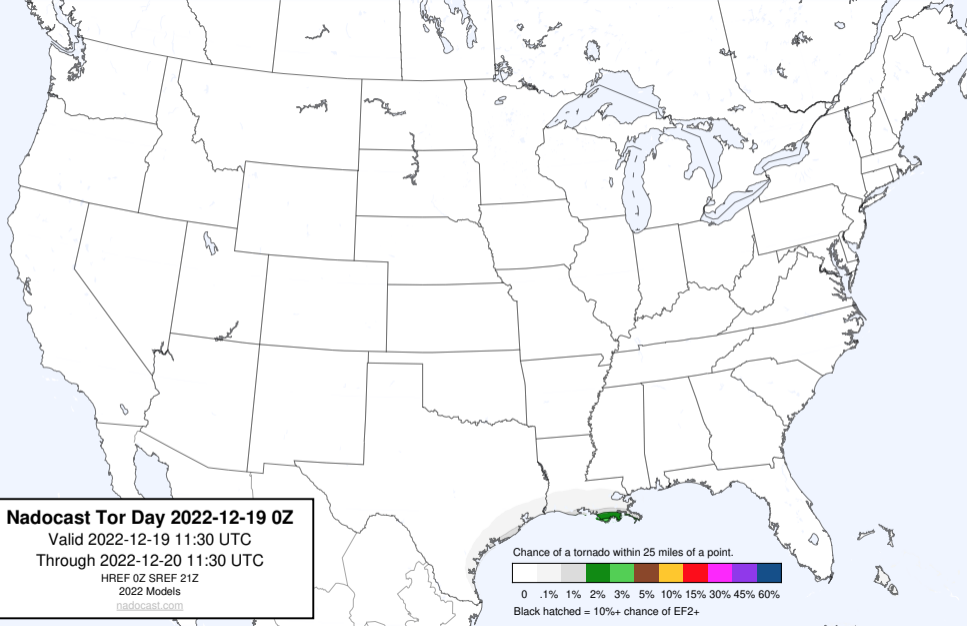 Nadocast Tor Day 2022-12-19 0Z
Valid 2022-12-19 11:30 UTC
Through 2022-12-20 11:30 UTC
HREF 0Z SREF 21Z
2022 Models
nadocast.com
Chance of a tornado within 25 miles of a point.
0 .1% 1% 2% 3% 5% 10% 15% 30% 45% 60%
Black hatched = 10%+ chance of EF2+